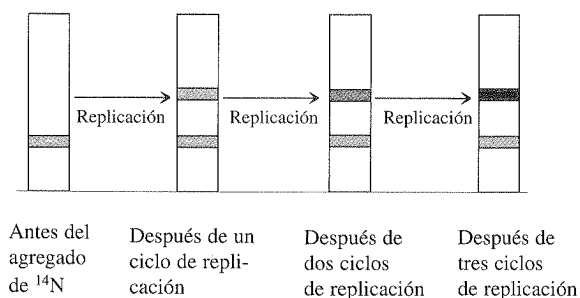 Replicación
Replicación
Replicación
Antes del
agregado
de ¹⁴N
Después de un
ciclo de repli-
cación
Después de
dos ciclos
de replicación
Después de
tres ciclos
de replicación